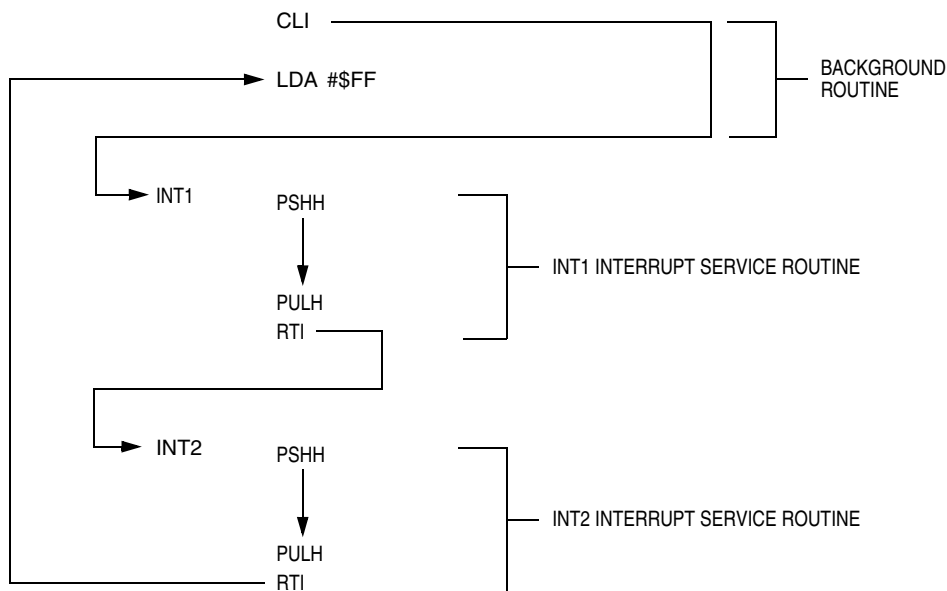 CLI
LDA #$FF
BACKGROUND
ROUTINE
INT1
PSHH
INT1 INTERRUPT SERVICE ROUTINE
PULH
RTI
INT2
PSHH
INT2 INTERRUPT SERVICE ROUTINE
PULH
RTI